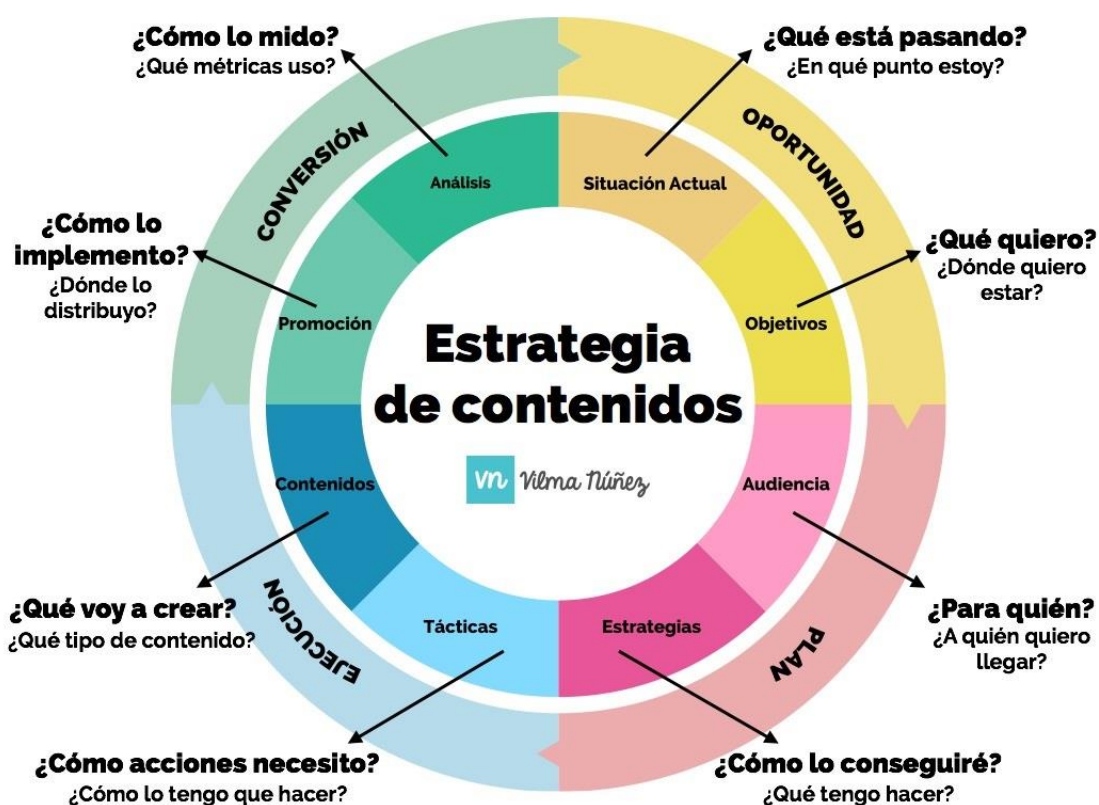 ¿Cómo lo mido?
¿Qué métricas uso?
¿Qué está pasando?
¿En qué punto estoy?
CONVERSIÓN
OPORTUNIDAD
Análisis
Situación Actual
¿Cómo lo
implemento?
¿Dónde lo
distribuyo?
¿Qué quiero?
¿Dónde quiero
estar?
Promoción
Objetivos
Estrategia
de contenidos
vn Vilma Núñez
Contenidos
Audiencia
¿Qué voy a crear?
¿Qué tipo de contenido?
¿Para quién?
¿A quién quiero
llegar?
EJECUCIÓN
PLAN
Tácticas
Estrategias
¿Cómo acciones necesito?
¿Cómo lo tengo que hacer?
¿Cómo lo conseguiré?
¿Qué tengo hacer?